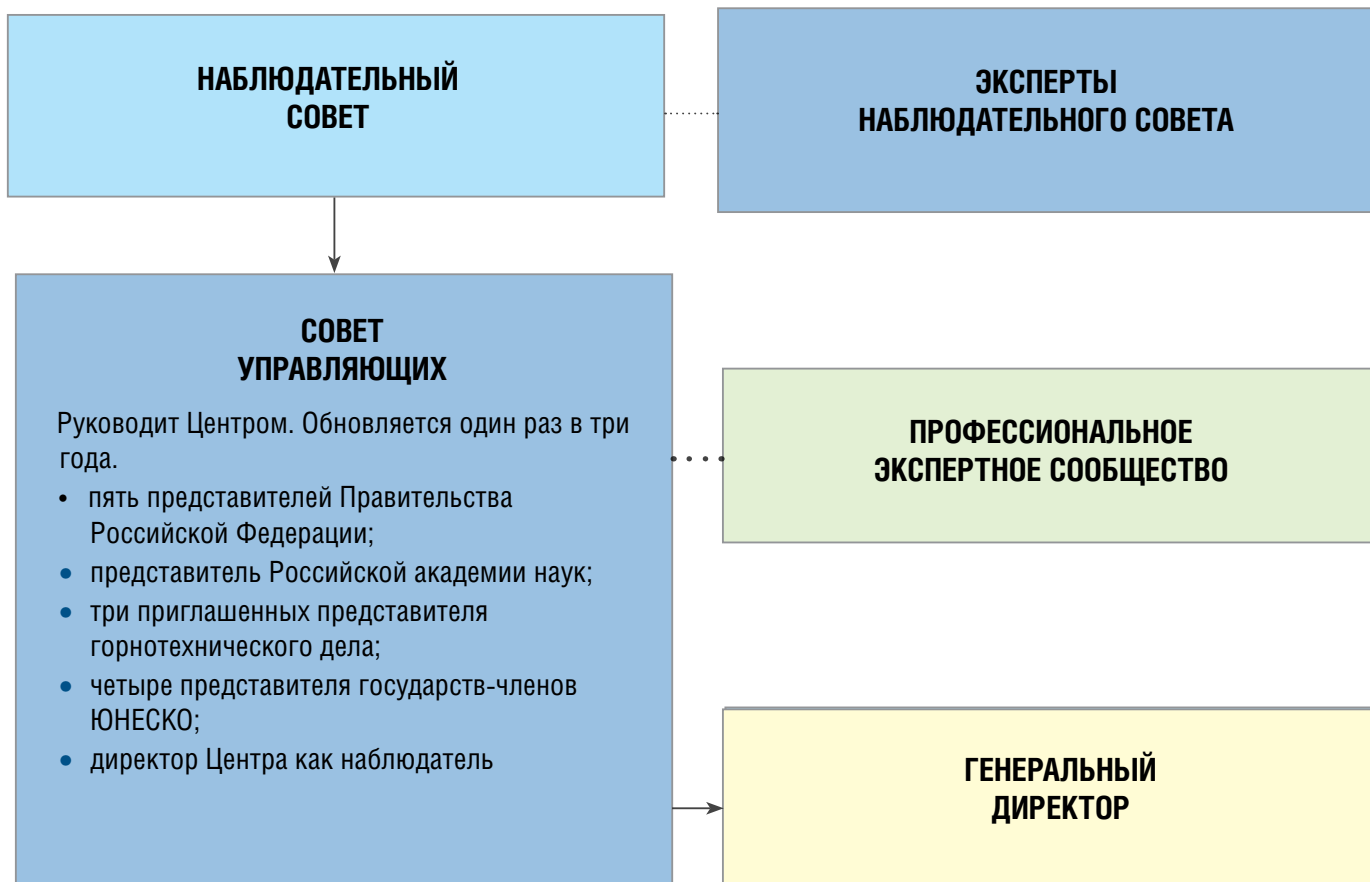 НАБЛЮДАТЕЛЬНЫЙ
СОВЕТ
ЭКСПЕРТЫ
НАБЛЮДАТЕЛЬНОГО СОВЕТА
СОВЕТ
УПРАВЛЯЮЩИХ
Руководит Центром. Обновляется один раз в три
года.
• пять представителей Правительства
Российской Федерации;
• представитель Российской академии наук;
• три приглашенных представителя
горнотехнического дела;
• четыре представителя государств-членов
ЮНЕСКО;
• директор Центра как наблюдатель
ПРОФЕССИОНАЛЬНОЕ
ЭКСПЕРТНОЕ СООБЩЕСТВО
ГЕНЕРАЛЬНЫЙ
ДИРЕКТОР